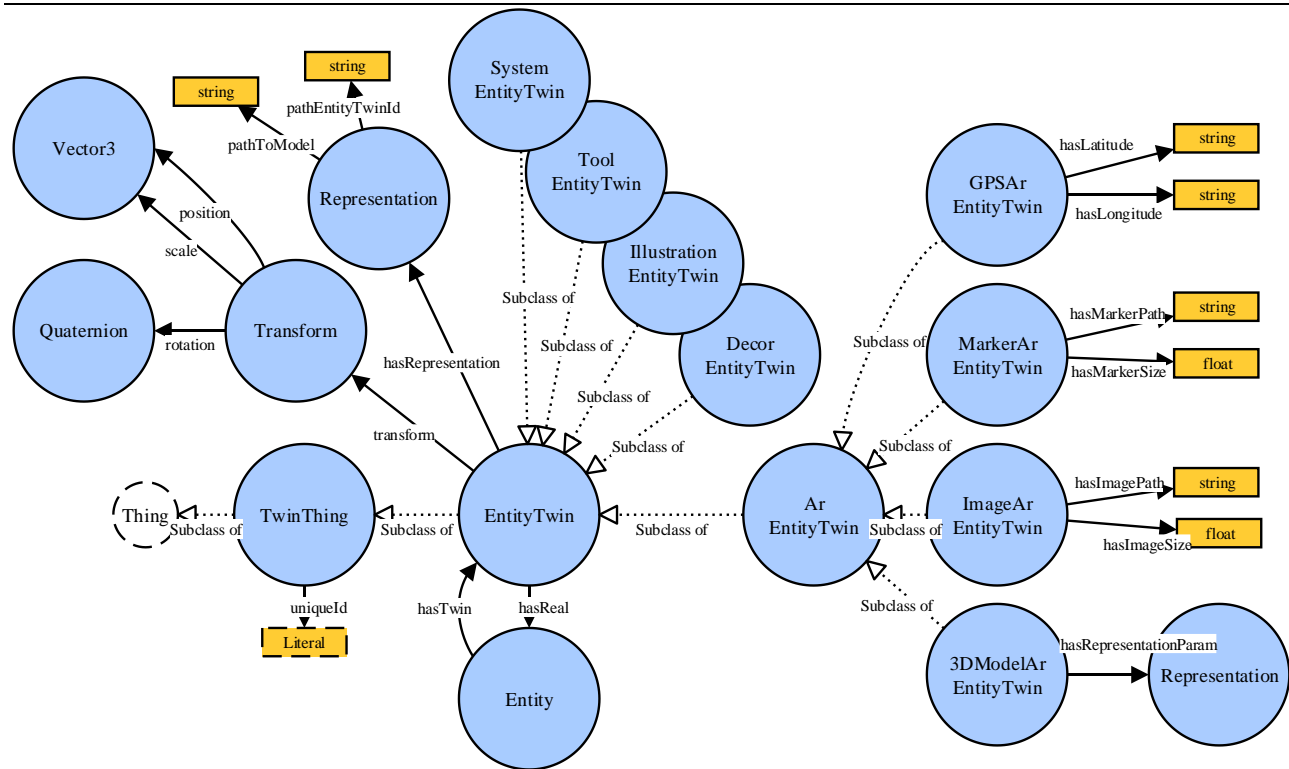 System
EntityTwin
string
string
pathEntityTwinId
pathToModel
Vector3
Representation
Tool
EntityTwin
GPSAr
EntityTwin
hasLatitude
string
string
hasLongitude
position
scale
Illustration
EntityTwin
Quaternion
rotation
Transform
hasRepresentation
Subclass of
Subclass of
Subclass of
Subclass of
Decor
EntityTwin
Subclass of
MarkerAr
EntityTwin
hasMarkerPath
string
float
hasMarkerSize
transform
Subclass of
Thing
Subclass of
TwinThing
Subclass of
EntityTwin
Subclass of
Ar
EntityTwin
Subclass of
ImageAr
EntityTwin
hasImagePath
string
float
hasImageSize
uniqueId
Literal
hasTwin
hasReal
Entity
Subclass of
3DModelAr
EntityTwin
hasRepresentationParam
Representation